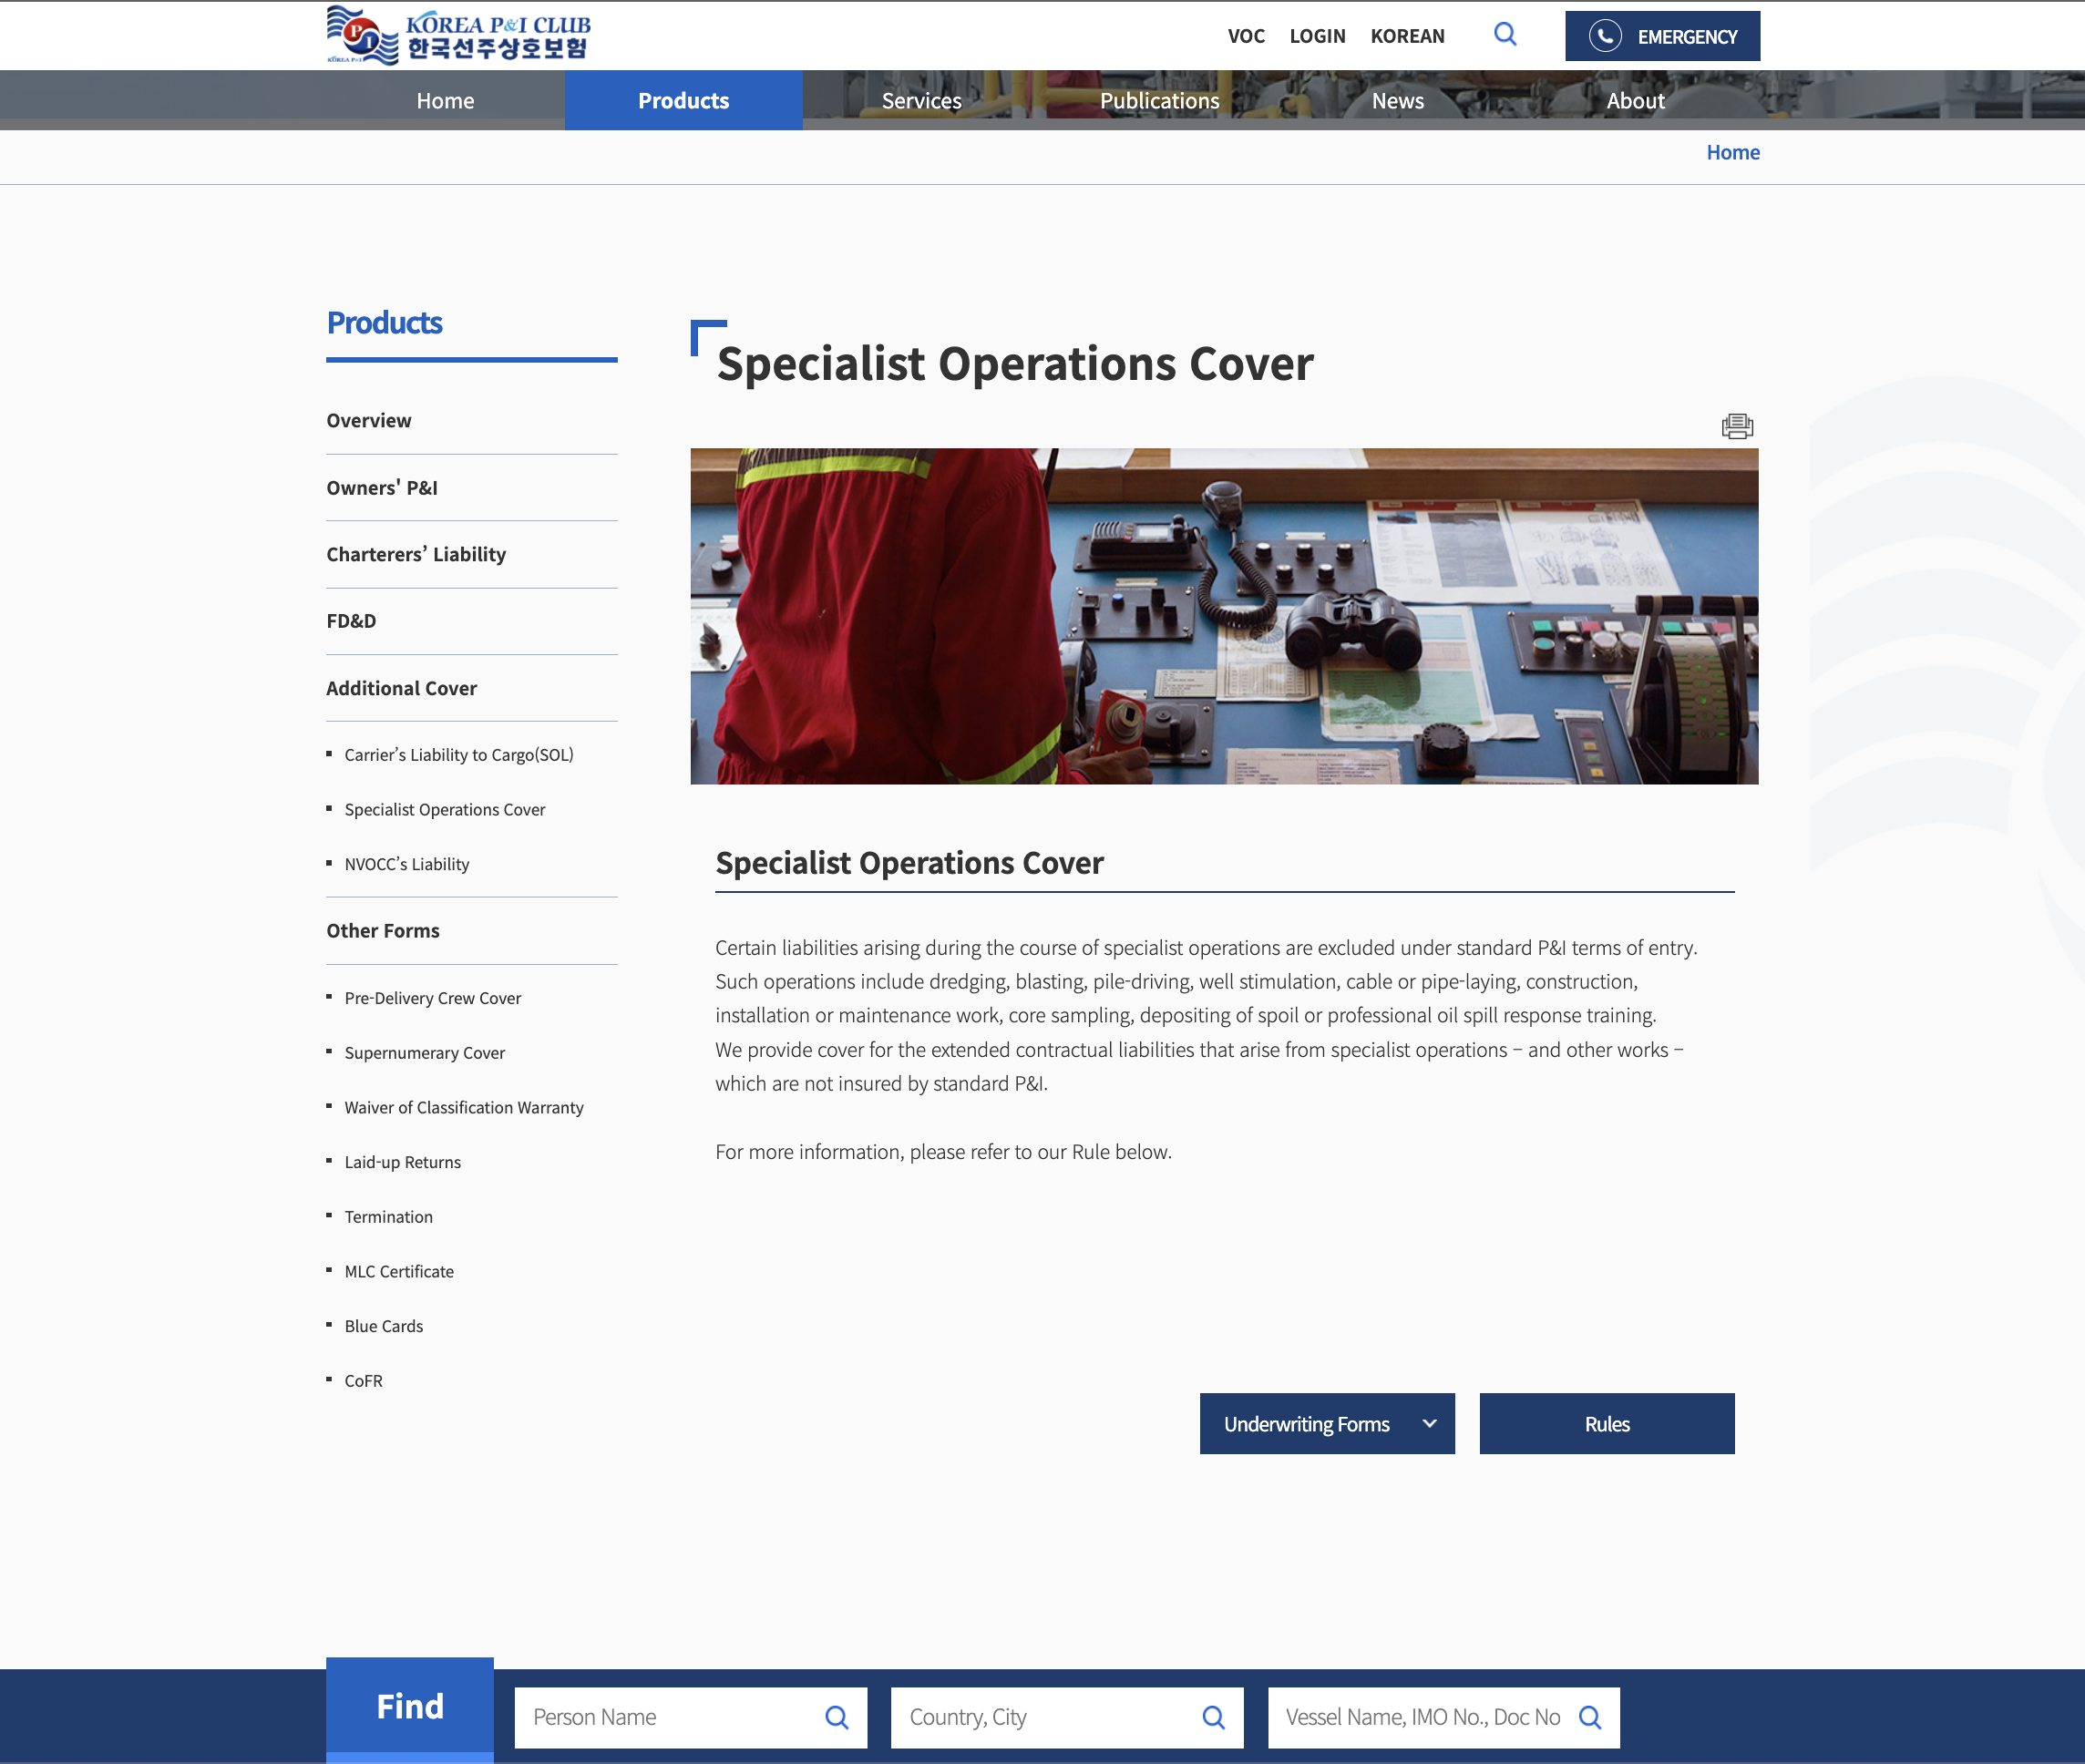 KOREA P&I CLUB
한국선주상호보험
KOREA P&I
VOC LOGIN KOREAN
EMERGENCY
Home Products Services Publications News About
Home
Products
Overview
Owners' P&I
Charterers’ Liability
FD&D
Additional Cover
Carrier’s Liability to Cargo(SOL)
Specialist Operations Cover
NVOCC’s Liability
Other Forms
Pre-Delivery Crew Cover
Supernumerary Cover
Waiver of Classification Warranty
Laid-up Returns
Termination
MLC Certificate
Blue Cards
CoFR
Specialist Operations Cover
Specialist Operations Cover
Certain liabilities arising during the course of specialist operations are excluded under standard P&I terms of entry.
Such operations include dredging, blasting, pile-driving, well stimulation, cable or pipe-laying, construction,
installation or maintenance work, core sampling, depositing of spoil or professional oil spill response training.
We provide cover for the extended contractual liabilities that arise from specialist operations – and other works –
which are not insured by standard P&I.
For more information, please refer to our Rule below.
Underwriting Forms
Rules
Find
Person Name
Country, City
Vessel Name, IMO No., Doc No